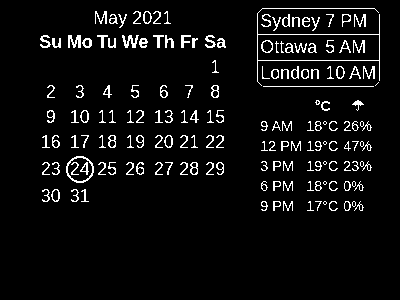 May 2021
Su Mo Tu We Th Fr Sa
1
2 3 4 5 6 7 8
9 10 11 12 13 14 15
16 17 18 19 20 21 22
23 24 25 26 27 28 29
30 31
Sydney 7 PM
Ottawa 5 AM
London 10 AM
°C ☂
9 AM 18°C 26%
12 PM 19°C 47%
3 PM 19°C 23%
6 PM 18°C 0%
9 PM 17°C 0%